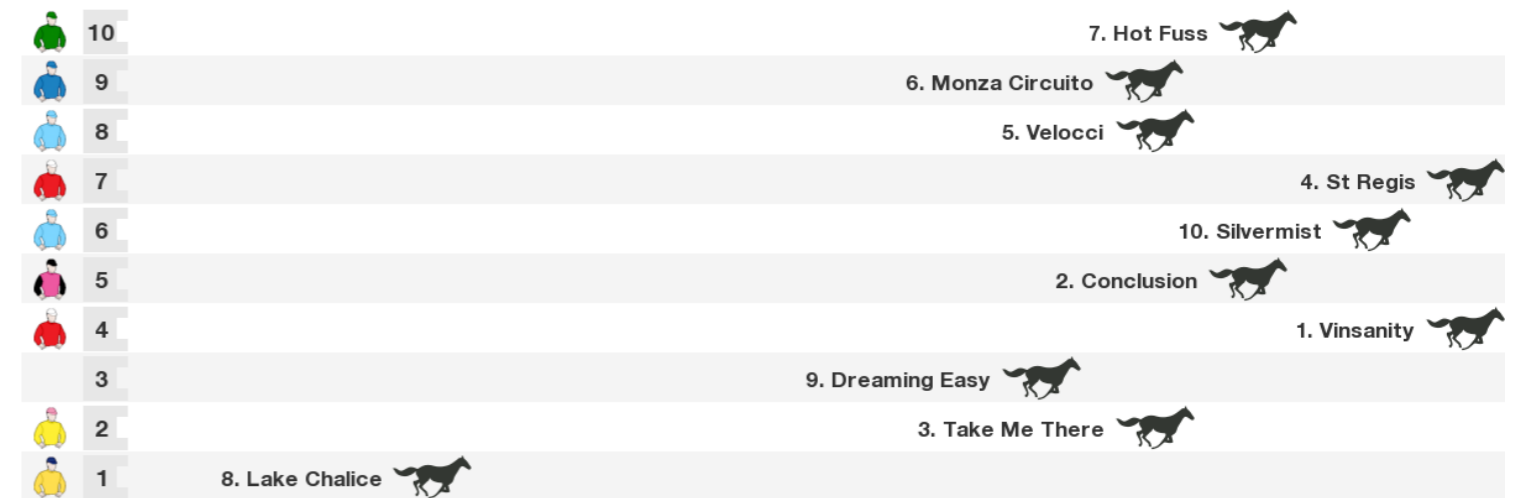 10 7. Hot Fuss
9 6. Monza Circuito
8 5. Velocci
7 4. St Regis
6 10. Silvermist
5 2. Conclusion
4 1. Vinsanity
3 9. Dreaming Easy
2 3. Take Me There
1 8. Lake Chalice